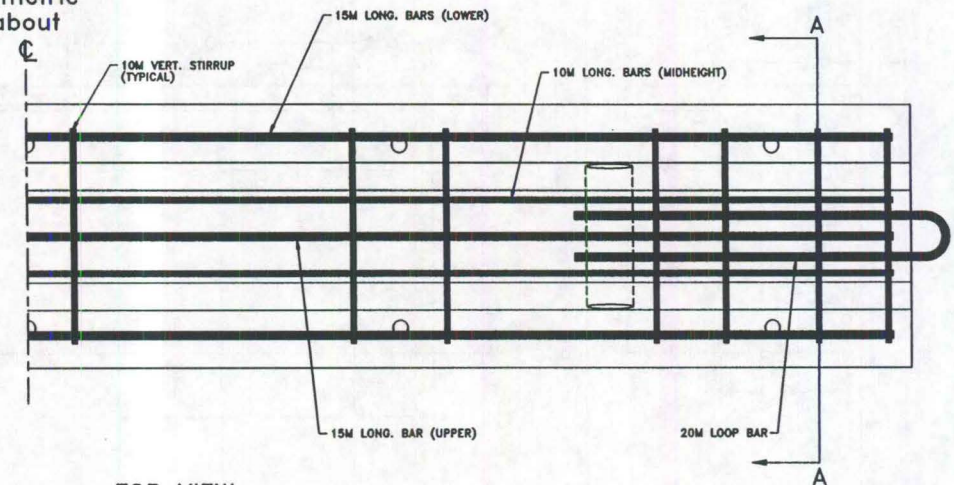 about
℄
15M LONG. BARS (LOWER)
A
10M VERT. STIRRUP
(TYPICAL)
10M LONG. BARS (MIDHEIGHT)
15M LONG. BAR (UPPER)
20M LOOP BAR
A